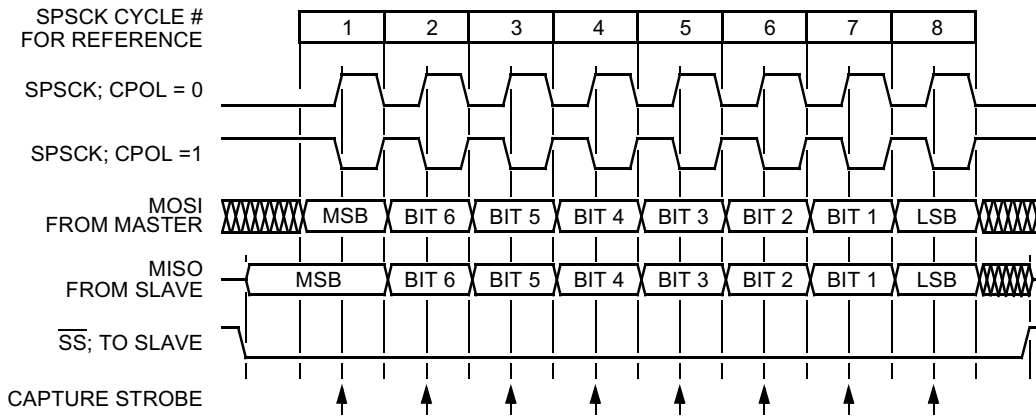 SPSCK CYCLE #
FOR REFERENCE
1 2 3 4 5 6 7 8
SPSCK; CPOL = 0
SPSCK; CPOL =1
MOSI
FROM MASTER
MSB BIT 6 BIT 5 BIT 4 BIT 3 BIT 2 BIT 1 LSB
MISO
FROM SLAVE
MSB BIT 6 BIT 5 BIT 4 BIT 3 BIT 2 BIT 1 LSB
S̅S̅; TO SLAVE
CAPTURE STROBE